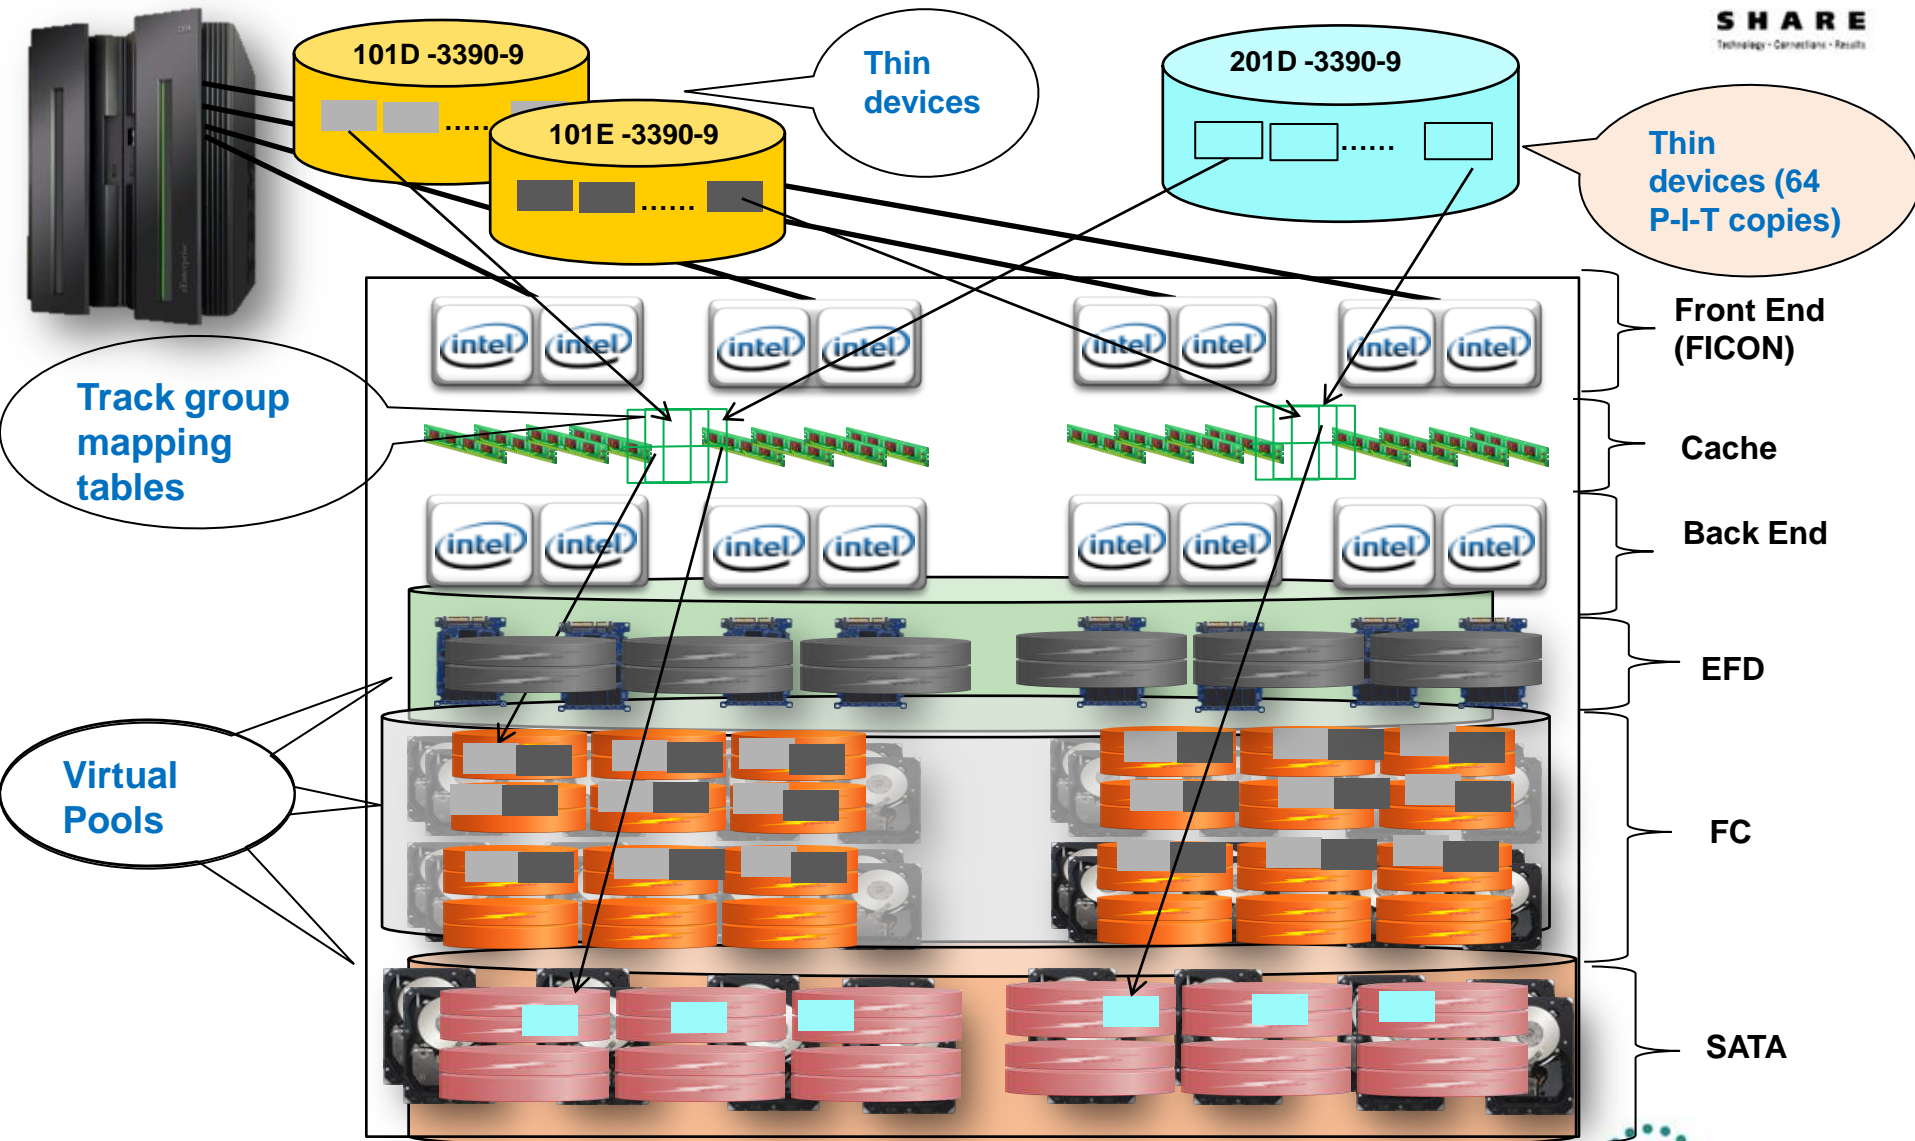 SHARE
Technology · Connections · Results
101D -3390-9
Thin
devices
201D -3390-9
101E -3390-9
.....
......
......
Thin
devices (64
P-I-T copies)
Front End
(FICON)
intel intel intel intel intel intel intel intel
Track group
mapping
tables
Cache
intel intel intel intel intel intel intel intel
Back End
EFD
Virtual
Pools
FC
SATA